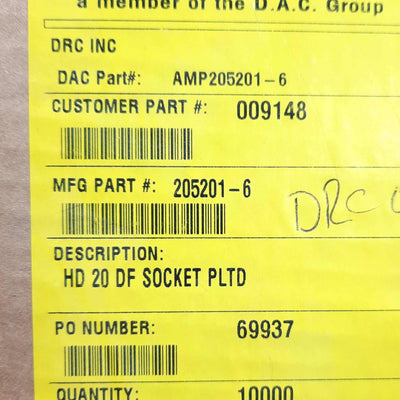 a member of the D.A.C. Group
DRC INC
DAC Part#: AMP205201-6
CUSTOMER PART #: 009148
MFG PART #: 205201-6
DRC
DESCRIPTION:
HD 20 DF SOCKET PLTD
PO NUMBER: 69937
QUANTITY: 10000